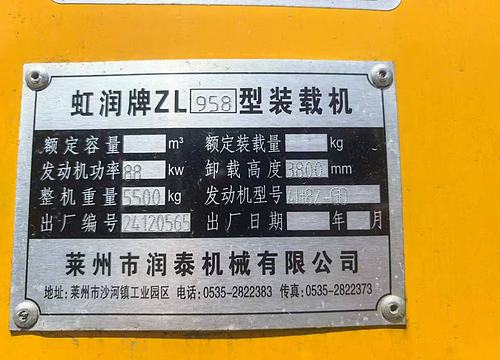 虹润牌ZL 958 型装载机
额定容量 m³ 额定装载量 kg
发动机功率 88 kw 卸载高度 3800 mm
整机重量 5500 kg 发动机型号
出厂编号 24120565 出厂日期 年 月
莱州市润泰机械有限公司
地址:莱州市沙河镇工业园区 电话:0535-2822383 传真:0535-2822373